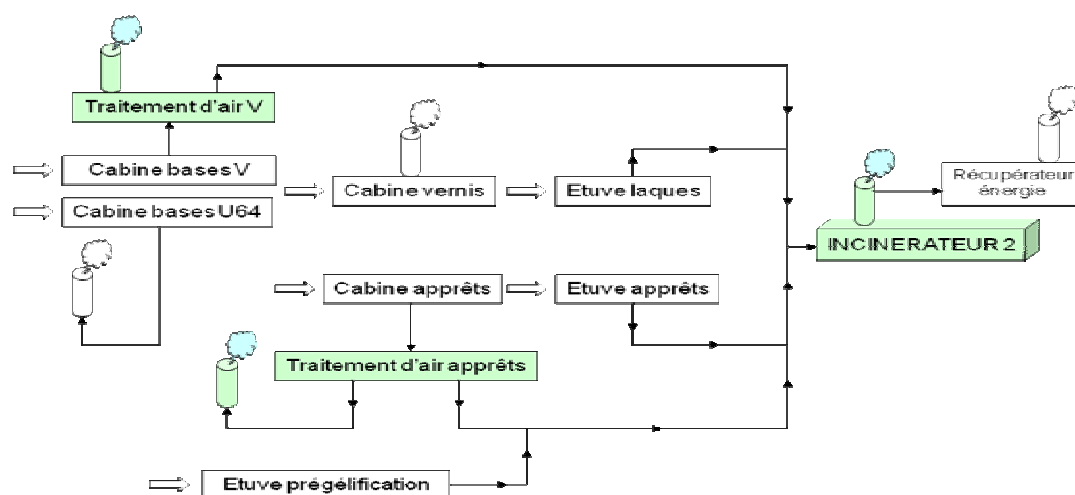 Traitement d'air V
Cabine bases V
Cabine bases U64
Cabine vernis
Etuve laques
Récupérateur
énergie
INCINERATEUR 2
Cabine apprêts
Etuve apprêts
Traitement d'air apprêts
Etuve prégélification